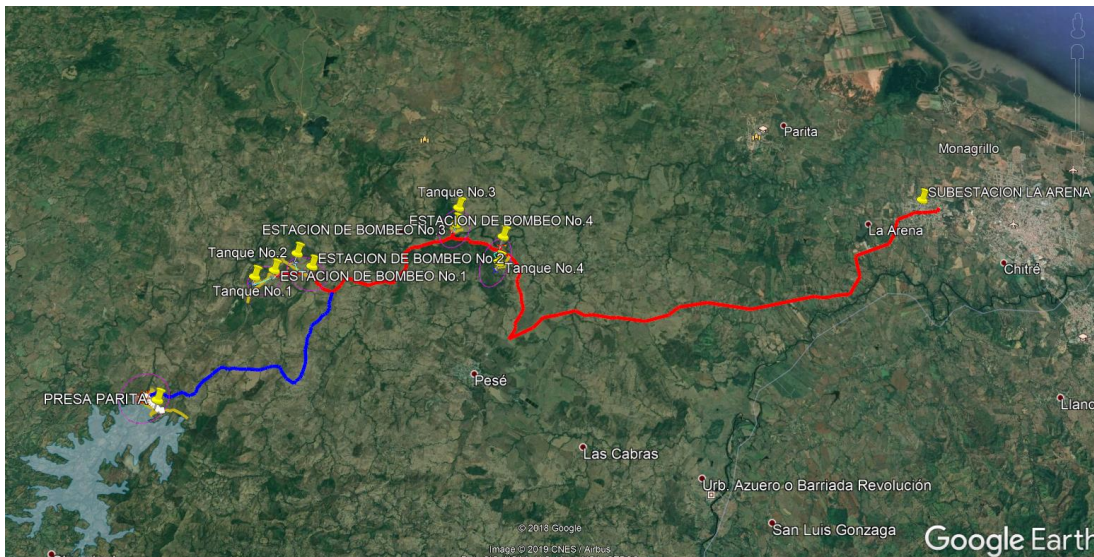 Parita
Monagrillo
Tanque No.3
SUBESTACION LA ARENA
ESTACION DE BOMBEO No.4
ESTACION DE BOMBEO No.3
La Arena
Tanque No.2
ESTACION DE BOMBEO No.2
Chitré
Tanque No.4
ESTACION DE BOMBEO No.1
Tanque No.1
Pesé
PRESA PARITA
Las Cabras
Urb. Azuero o Barriada Revolución
San Luis Gonzaga
© 2018 Google
Image © 2019 CNES / Airbus
Google Earth